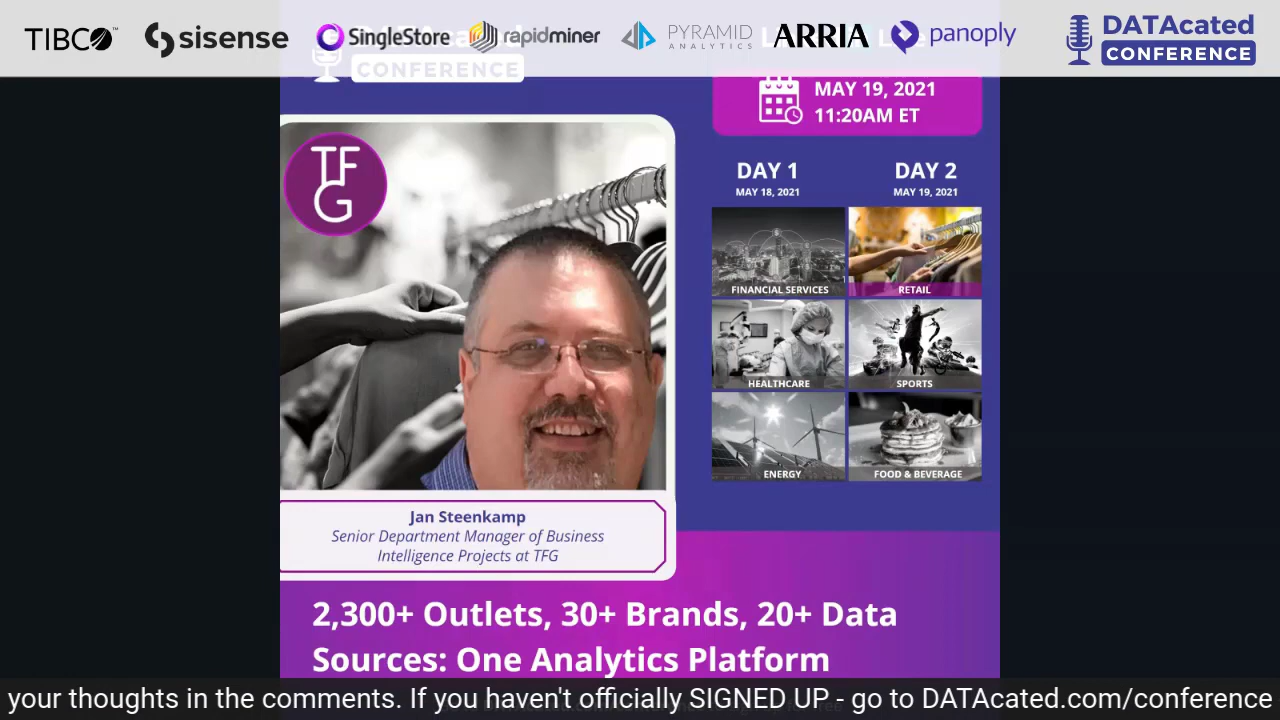 TIBCO
sisense
SingleStore
rapidminer
PYRAMID
ANALYTICS
ARRIA
panoply
DATAcated
CONFERENCE
CONFERENCE
MAY 19, 2021
11:20AM ET
TF
G
DAY 1
MAY 18, 2021
DAY 2
MAY 19, 2021
FINANCIAL SERVICES
RETAIL
HEALTHCARE
SPORTS
ENERGY
FOOD & BEVERAGE
Jan Steenkamp
Senior Department Manager of Business
Intelligence Projects at TFG
2,300+ Outlets, 30+ Brands, 20+ Data
Sources: One Analytics Platform
your thoughts in the comments. If you haven't officially SIGNED UP - go to DATAcated.com/conference